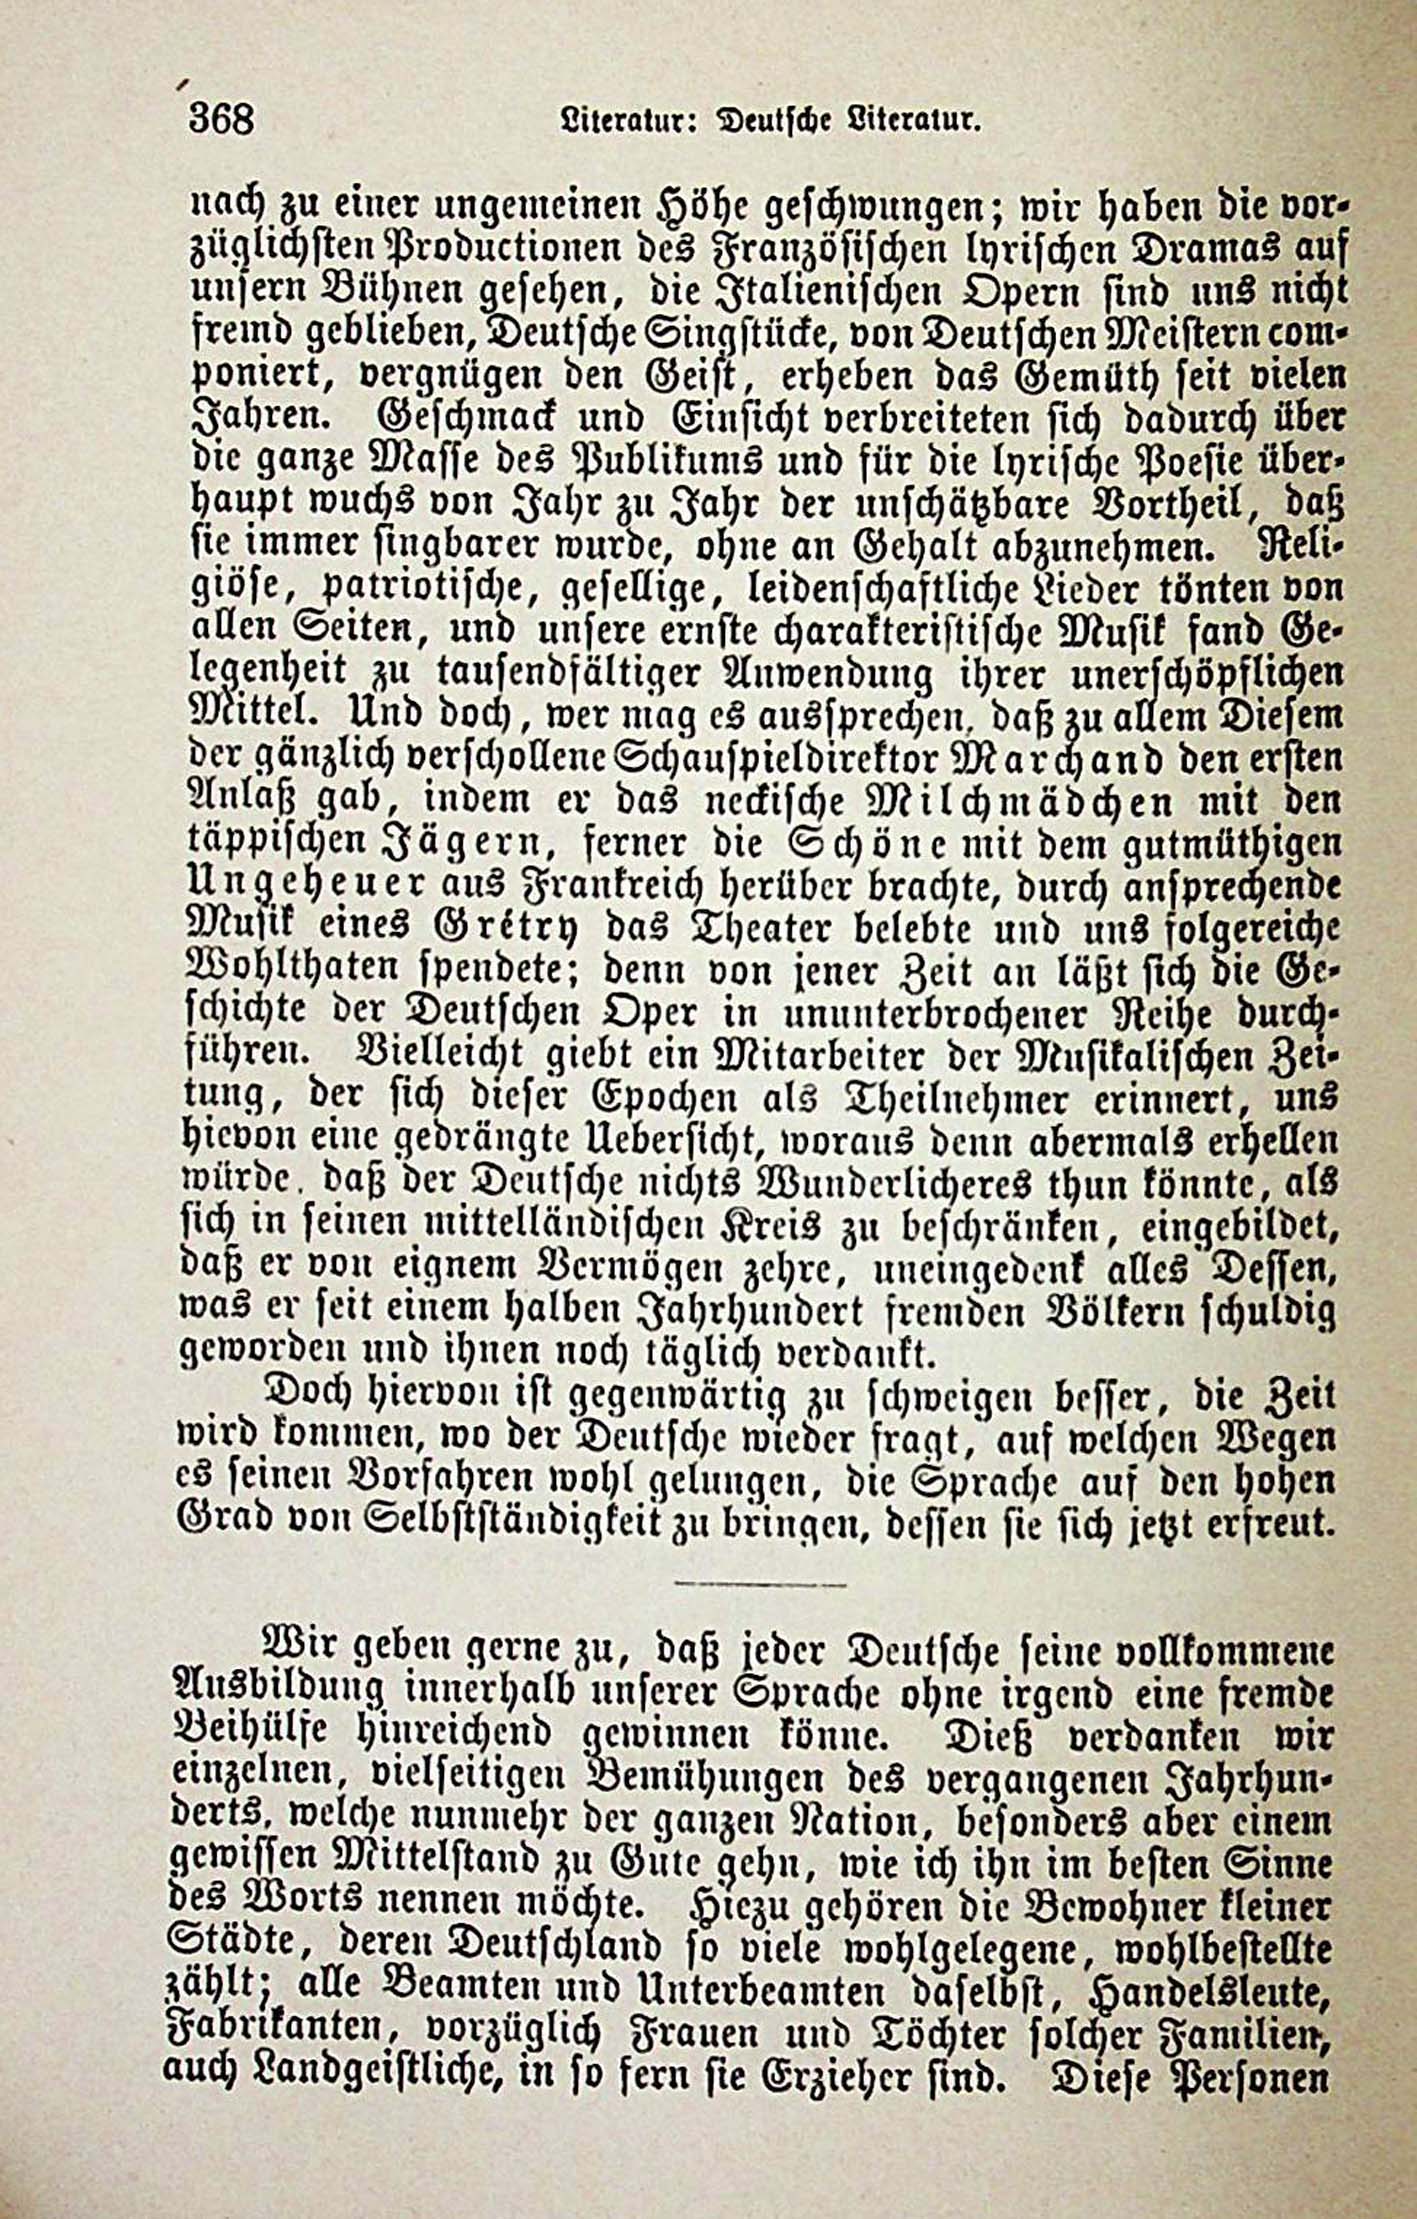 368 Literatur: Deutsche Literatur.
nach zu einer ungemeinen Höhe geschwungen; wir haben die vor-
züglichsten Productionen des Französischen lyrischen Dramas auf
unsern Bühnen gesehen, die Italienischen Opern sind uns nicht
fremd geblieben, Deutsche Singstücke, von Deutschen Meistern com-
poniert, vergnügen den Geist, erheben das Gemüth seit vielen
Jahren. Geschmack und Einsicht verbreiteten sich dadurch über
die ganze Masse des Publikums und für die lyrische Poesie über-
haupt wuchs von Jahr zu Jahr der unschätzbare Vortheil, daß
sie immer singbarer wurde, ohne an Gehalt abzunehmen. Reli-
giöse, patriotische, gesellige, leidenschaftliche Lieder tönten von
allen Seiten, und unsere ernste charakteristische Musik fand Ge-
legenheit zu tausendfältiger Anwendung ihrer unerschöpflichen
Mittel. Und doch, wer mag es aussprechen, daß zu allem Diesem
der gänzlich verschollene Schauspieldirektor Marchand den ersten
Anlaß gab, indem er das neckische Milchmädchen mit den
täppischen Jägern, ferner die Schöne mit dem gutmüthigen
Ungeheuer aus Frankreich herüber brachte, durch ansprechende
Musik eines Grétry das Theater belebte und uns folgereiche
Wohlthaten spendete; denn von jener Zeit an läßt sich die Ge-
schichte der Deutschen Oper in ununterbrochener Reihe durch-
führen. Vielleicht giebt ein Mitarbeiter der Musikalischen Zei-
tung, der sich dieser Epochen als Theilnehmer erinnert, uns
hievon eine gedrängte Uebersicht, woraus denn abermals erhellen
würde, daß der Deutsche nichts Wunderlicheres thun könnte, als
sich in seinen mittelländischen Kreis zu beschränken, eingebildet,
daß er von eignem Vermögen zehre, uneingedenk alles Dessen,
was er seit einem halben Jahrhundert fremden Völkern schuldig
geworden und ihnen noch täglich verdankt.
Doch hiervon ist gegenwärtig zu schweigen besser, die Zeit
wird kommen, wo der Deutsche wieder fragt, auf welchen Wegen
es seinen Vorfahren wohl gelungen, die Sprache auf den hohen
Grad von Selbstständigkeit zu bringen, dessen sie sich jetzt erfreut.
Wir geben gerne zu, daß jeder Deutsche seine vollkommene
Ausbildung innerhalb unserer Sprache ohne irgend eine fremde
Beihülfe hinreichend gewinnen könne. Dieß verdanken wir
einzelnen, vielseitigen Bemühungen des vergangenen Jahrhun-
derts, welche nunmehr der ganzen Nation, besonders aber einem
gewissen Mittelstand zu Gute gehn, wie ich ihn im besten Sinne
des Worts nennen möchte. Hiezu gehören die Bewohner kleiner
Städte, deren Deutschland so viele wohlgelegene, wohlbestellte
zählt; alle Beamten und Unterbeamten daselbst, Handelsleute,
Fabrikanten, vorzüglich Frauen und Töchter solcher Familien,
auch Landgeistliche, in so fern sie Erzieher sind. Diese Personen